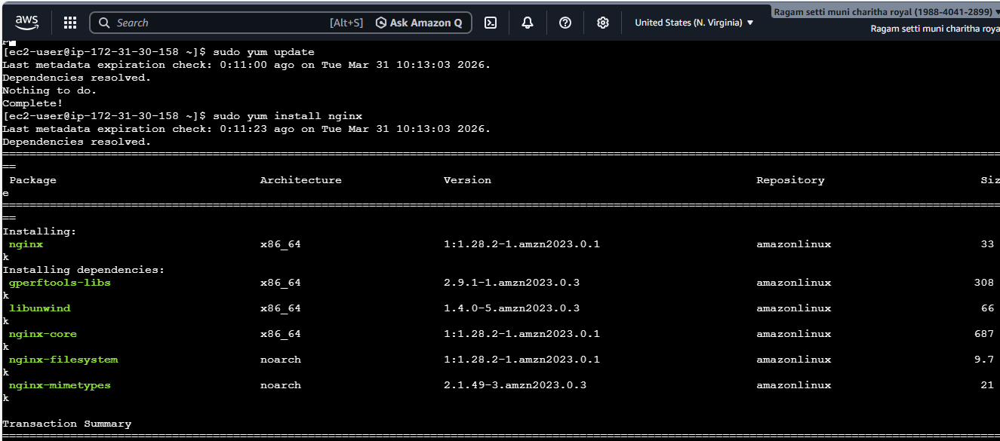 aws Search [Alt+S] Ask Amazon Q United States (N. Virginia) ▼ Ragam setti muni charitha royal (1988-4041-2899) ▼
Ragam setti muni charitha roya
[ec2-user@ip-172-31-30-158 ~]$ sudo yum update
Last metadata expiration check: 0:11:00 ago on Tue Mar 31 10:13:03 2026.
Dependencies resolved.
Nothing to do.
Complete!
[ec2-user@ip-172-31-30-158 ~]$ sudo yum install nginx
Last metadata expiration check: 0:11:23 ago on Tue Mar 31 10:13:03 2026.
Dependencies resolved.
Package Architecture Version Repository Siz
e
==
Installing:
nginx x86_64 1:1.28.2-1.amzn2023.0.1 amazonlinux 33
k
Installing dependencies:
gperftools-libs x86_64 2.9.1-1.amzn2023.0.3 amazonlinux 308
k
libunwind x86_64 1.4.0-5.amzn2023.0.3 amazonlinux 66
k
nginx-core x86_64 1:1.28.2-1.amzn2023.0.1 amazonlinux 687
k
nginx-filesystem noarch 1:1.28.2-1.amzn2023.0.1 amazonlinux 9.7
k
nginx-mimetypes noarch 2.1.49-3.amzn2023.0.3 amazonlinux 21
k
Transaction Summary